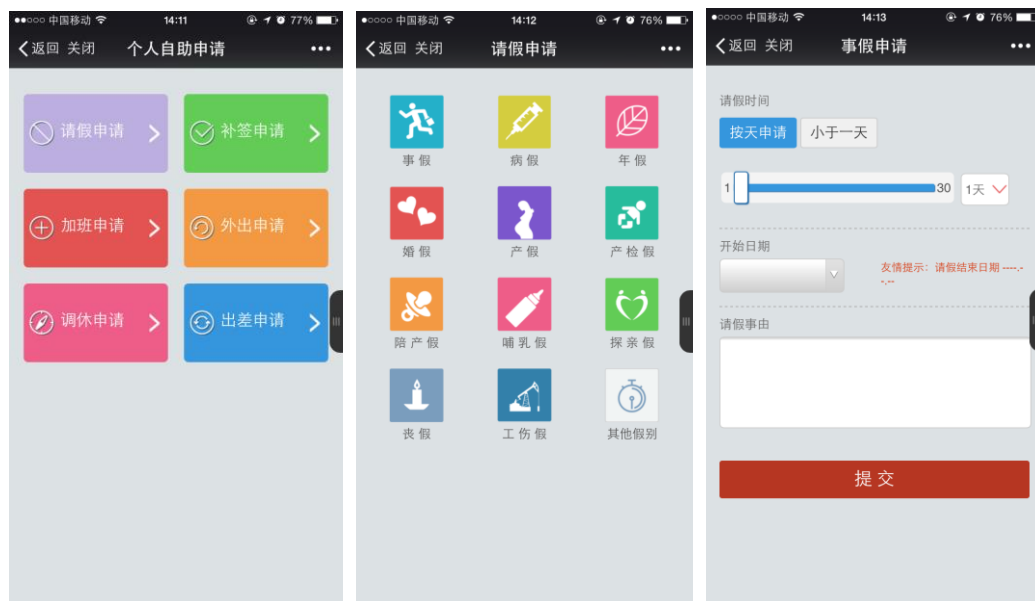 中国移动 14:11 77%
返回 关闭 个人自助申请
请假申请 补签申请
加班申请 外出申请
调休申请 出差申请
中国移动 14:12 76%
返回 关闭 请假申请
事假 病假 年假
婚假 产假 产检假
陪产假 哺乳假 探亲假
丧假 工伤假 其他假别
中国移动 14:13 76%
返回 关闭 事假申请
请假时间
按天申请 小于一天
1 30 1天
开始日期
友情提示：请假结束日期 ----.-
-.--
请假事由
提交